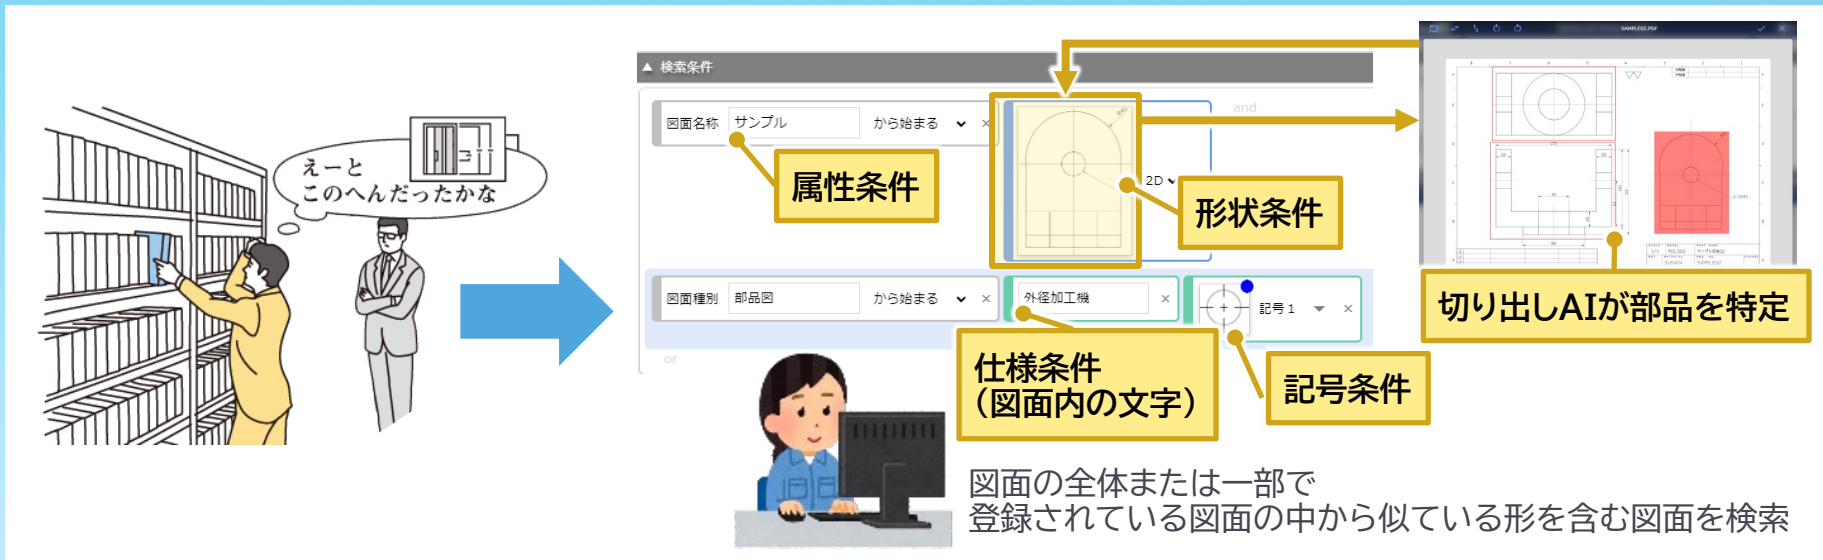 えーと
このへんだったかな
▲ 検索条件
図面名称 サンプル から始まる ×
and
2D
属性条件
形状条件
図面種別 部品図 から始まる ×
外径加工機 ×
記号1 ×
or
仕様条件
(図面内の文字)
記号条件
SAMPLE02.PDF
切り出しAIが部品を特定
図面の全体または一部で
登録されている図面の中から似ている形を含む図面を検索